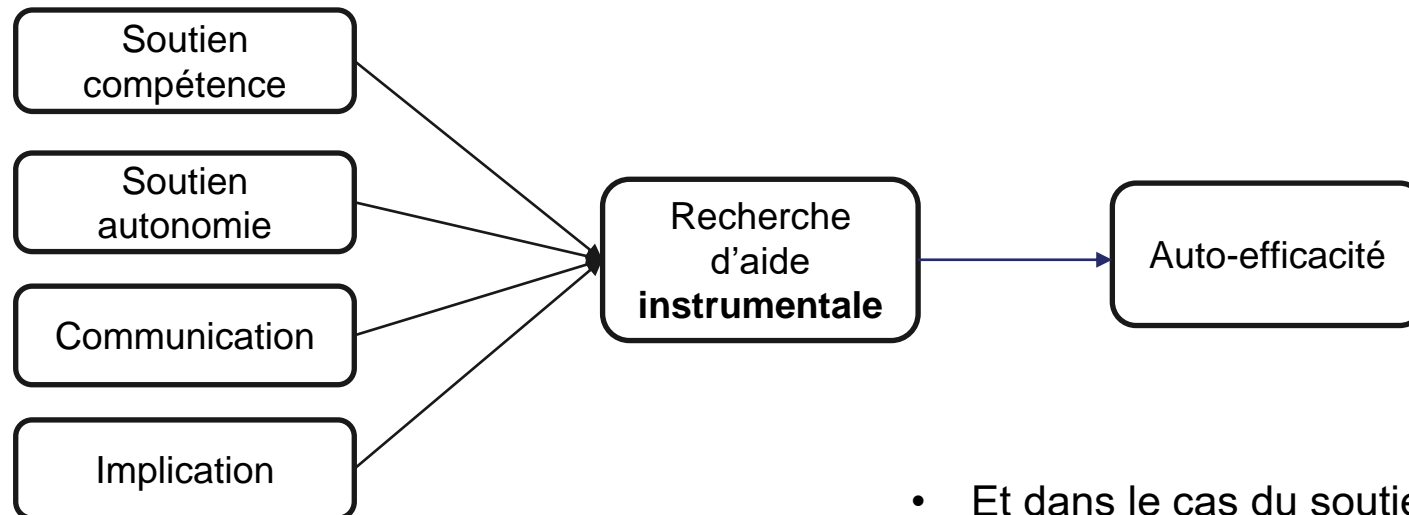 Soutien
compétence
Soutien
autonomie
Communication
Implication
Recherche
d'aide
instrumentale
Auto-efficacité
• Et dans le cas du soutie